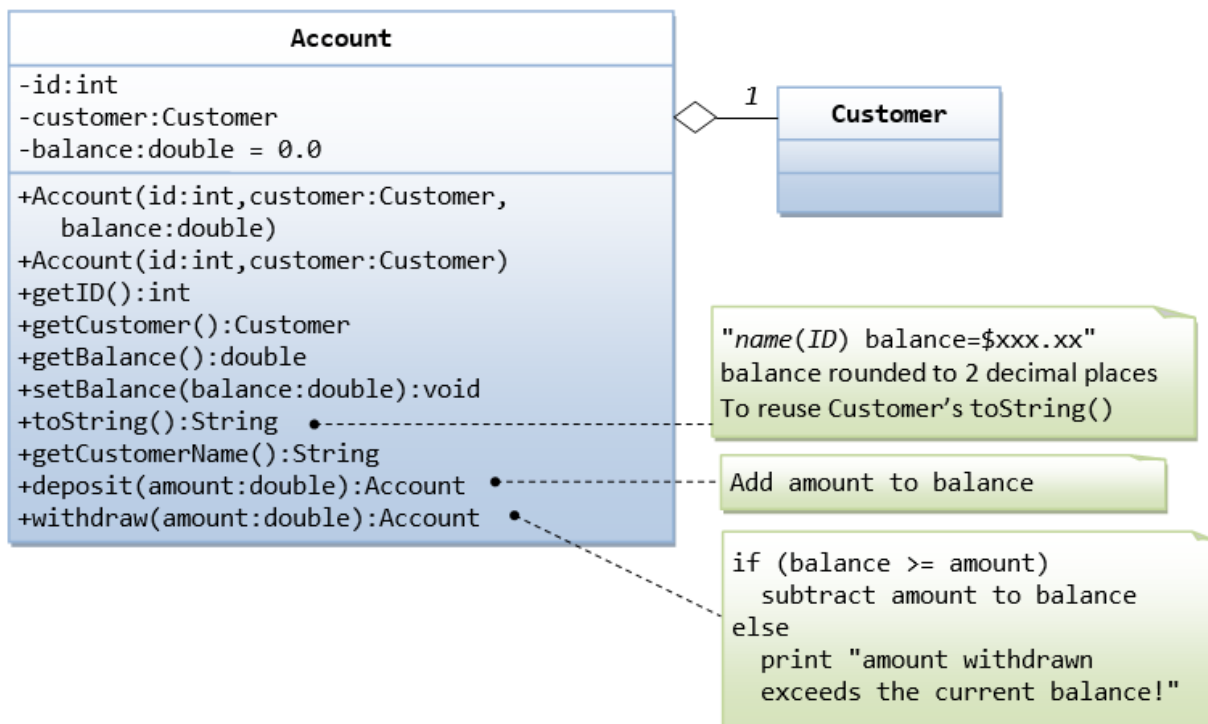 Account
-id:int
-customer:Customer
-balance:double = 0.0
+Account(id:int,customer:Customer,
balance:double)
+Account(id:int,customer:Customer)
+getID():int
+getCustomer():Customer
+getBalance():double
+setBalance(balance:double):void
+toString():String
+getCustomerName():String
+deposit(amount:double):Account
+withdraw(amount:double):Account
1
Customer
"name(ID) balance=$xxx.xx"
balance rounded to 2 decimal places
To reuse Customer’s toString()
Add amount to balance
if (balance >= amount)
subtract amount to balance
else
print "amount withdrawn
exceeds the current balance!"